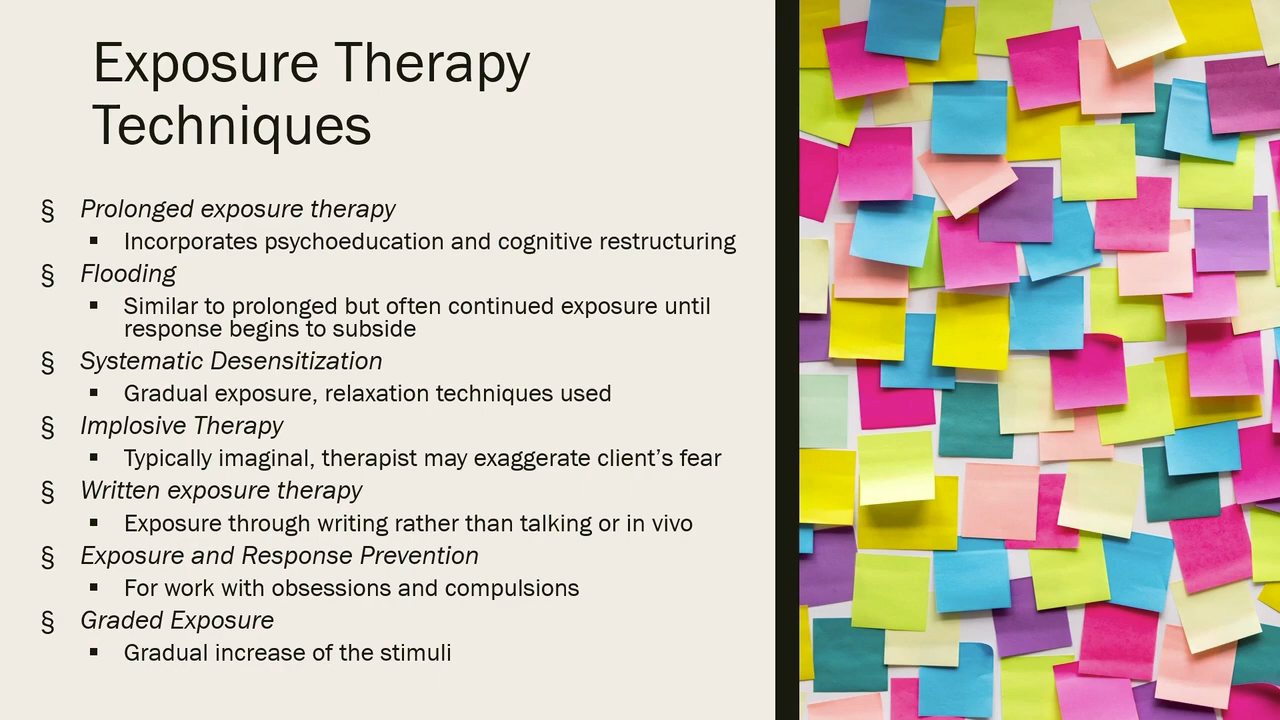 Exposure Therapy
Techniques
§ Prolonged exposure therapy
▪ Incorporates psychoeducation and cognitive restructuring
§ Flooding
▪ Similar to prolonged but often continued exposure until
response begins to subside
§ Systematic Desensitization
▪ Gradual exposure, relaxation techniques used
§ Implosive Therapy
▪ Typically imaginal, therapist may exaggerate client’s fear
§ Written exposure therapy
▪ Exposure through writing rather than talking or in vivo
§ Exposure and Response Prevention
▪ For work with obsessions and compulsions
§ Graded Exposure
▪ Gradual increase of the stimuli